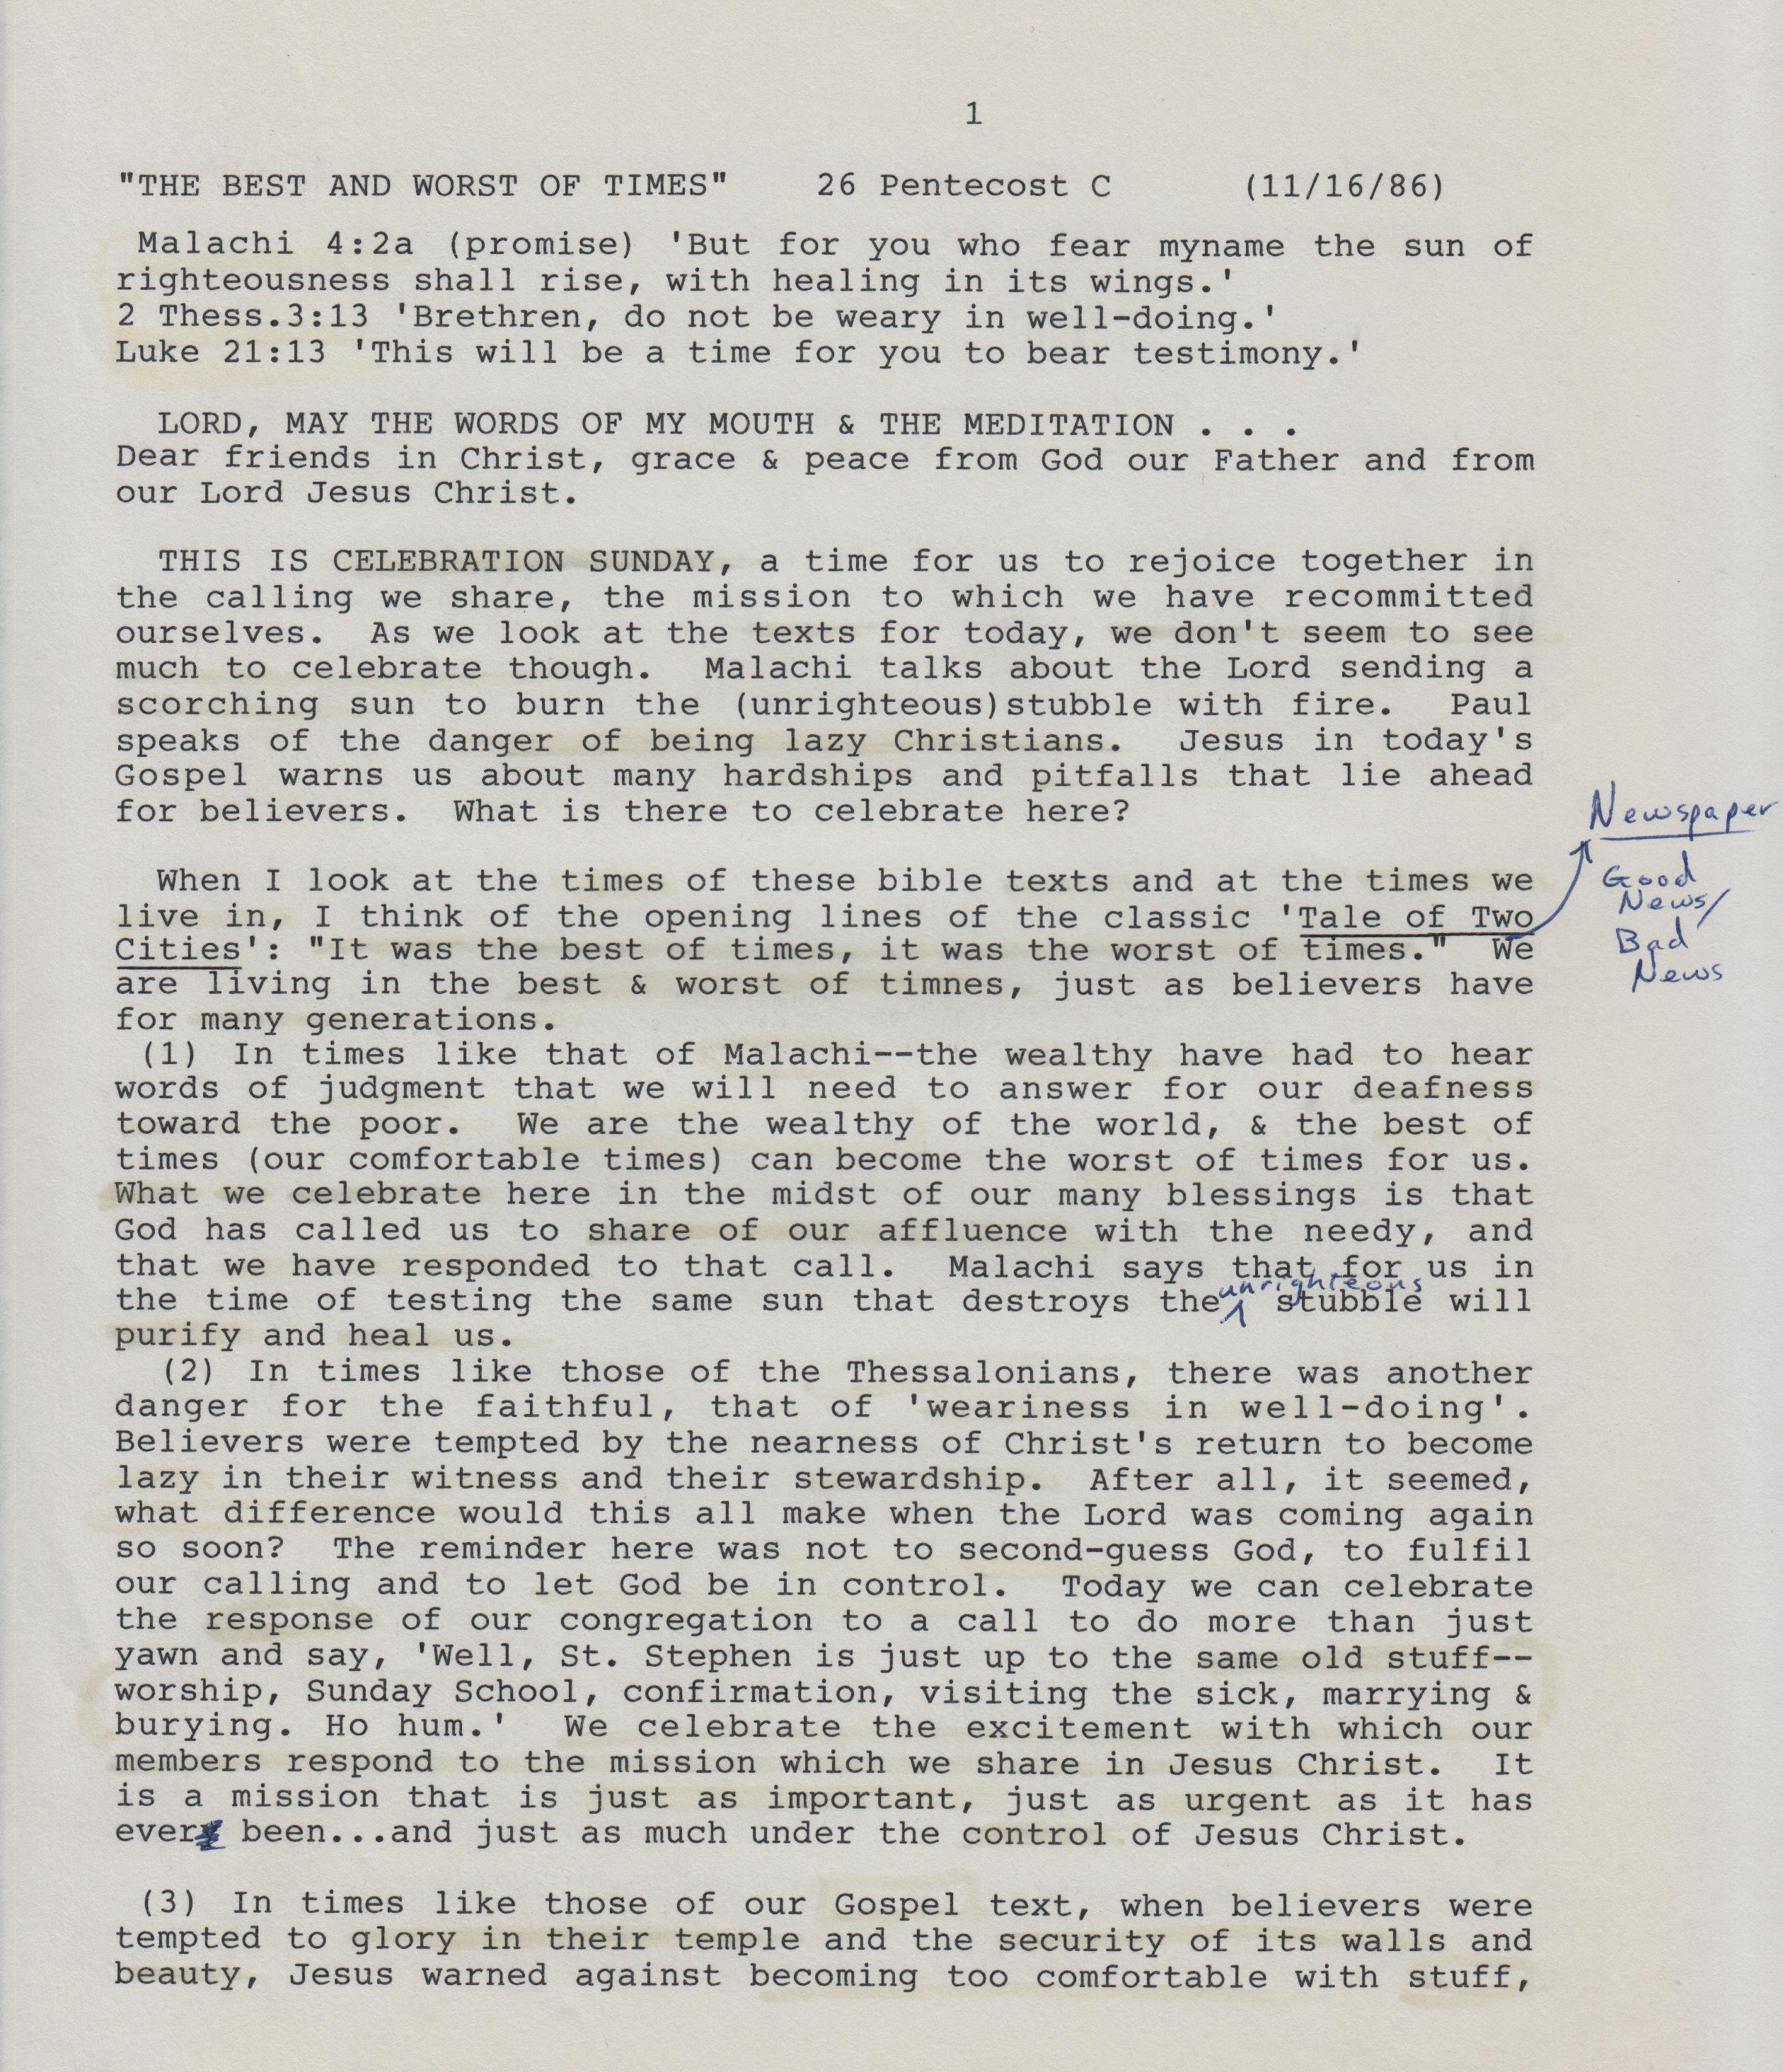 1
"THE BEST AND WORST OF TIMES" 26 Pentecost C (11/16/86)
Malachi 4:2a (promise) 'But for you who fear myname the sun of
righteousness shall rise, with healing in its wings.'
2 Thess.3:13 'Brethren, do not be weary in well-doing.'
Luke 21:13 'This will be a time for you to bear testimony.'
LORD, MAY THE WORDS OF MY MOUTH & THE MEDITATION . . .
Dear friends in Christ, grace & peace from God our Father and from
our Lord Jesus Christ.
THIS IS CELEBRATION SUNDAY, a time for us to rejoice together in
the calling we share, the mission to which we have recommitted
ourselves. As we look at the texts for today, we don't seem to see
much to celebrate though. Malachi talks about the Lord sending a
scorching sun to burn the (unrighteous)stubble with fire. Paul
speaks of the danger of being lazy Christians. Jesus in today's
Gospel warns us about many hardships and pitfalls that lie ahead
for believers. What is there to celebrate here?
When I look at the times of these bible texts and at the times we
live in, I think of the opening lines of the classic 'Tale of Two
Cities': "It was the best of times, it was the worst of times." We
are living in the best & worst of timnes, just as believers have
for many generations.
Newspaper
Good
News/
Bad
News
(1) In times like that of Malachi--the wealthy have had to hear
words of judgment that we will need to answer for our deafness
toward the poor. We are the wealthy of the world, & the best of
times (our comfortable times) can become the worst of times for us.
What we celebrate here in the midst of our many blessings is that
God has called us to share of our affluence with the needy, and
that we have responded to that call. Malachi says that for us in
the time of testing the same sun that destroys the unrighteous stubble will
purify and heal us.
(2) In times like those of the Thessalonians, there was another
danger for the faithful, that of 'weariness in well-doing'.
Believers were tempted by the nearness of Christ's return to become
lazy in their witness and their stewardship. After all, it seemed,
what difference would this all make when the Lord was coming again
so soon? The reminder here was not to second-guess God, to fulfil
our calling and to let God be in control. Today we can celebrate
the response of our congregation to a call to do more than just
yawn and say, 'Well, St. Stephen is just up to the same old stuff--
worship, Sunday School, confirmation, visiting the sick, marrying &
burying. Ho hum.' We celebrate the excitement with which our
members respond to the mission which we share in Jesus Christ. It
is a mission that is just as important, just as urgent as it has
ever been...and just as much under the control of Jesus Christ.
(3) In times like those of our Gospel text, when believers were
tempted to glory in their temple and the security of its walls and
beauty, Jesus warned against becoming too comfortable with stuff,